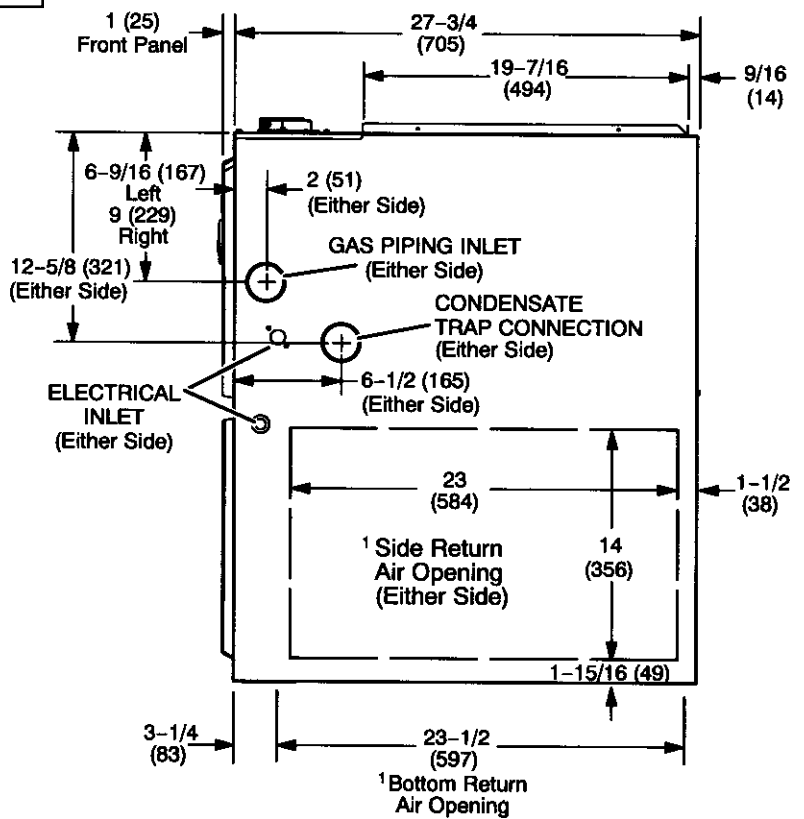 1 (25)
Front Panel
27-3/4
(705)
19-7/16
(494)
9/16
(14)
6-9/16 (167)
Left
9 (229)
Right
2 (51)
(Either Side)
12-5/8 (321)
(Either Side)
GAS PIPING INLET
(Either Side)
CONDENSATE
TRAP CONNECTION
(Either Side)
6-1/2 (165)
(Either Side)
ELECTRICAL
INLET
(Either Side)
23
(584)
1-1/2
(38)
1 Side Return
Air Opening
(Either Side)
14
(356)
1-15/16 (49)
3-1/4
(83)
23-1/2
(597)
1 Bottom Return
Air Opening